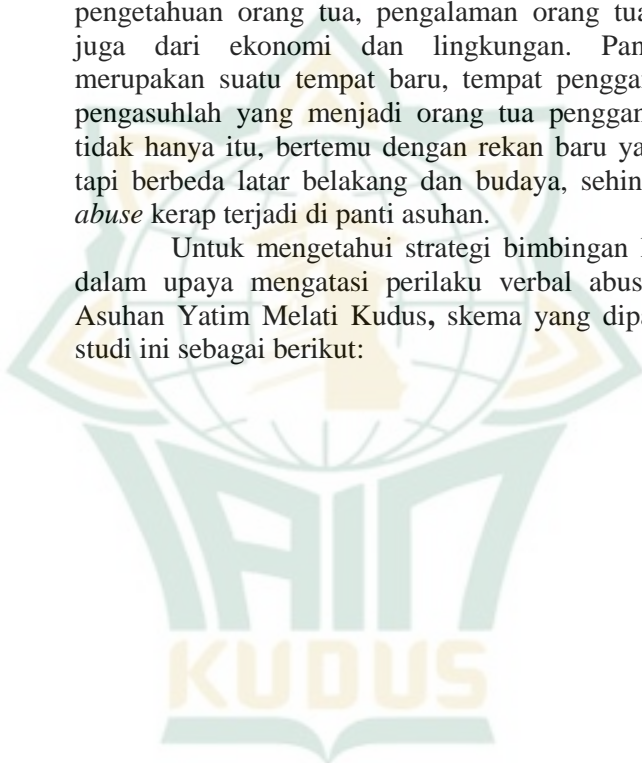 pengetahuan orang tua, pengalaman orang tua
juga dari ekonomi dan lingkungan. Pan
merupakan suatu tempat baru, tempat pengga
pengasuhlah yang menjadi orang tua penggan
tidak hanya itu, bertemu dengan rekan baru ya
tapi berbeda latar belakang dan budaya, sehin
abuse kerap terjadi di panti asuhan.
Untuk mengetahui strategi bimbingan
dalam upaya mengatasi perilaku verbal abus
Asuhan Yatim Melati Kudus, skema yang dipa
studi ini sebagai berikut:
IAIN
KUDUS